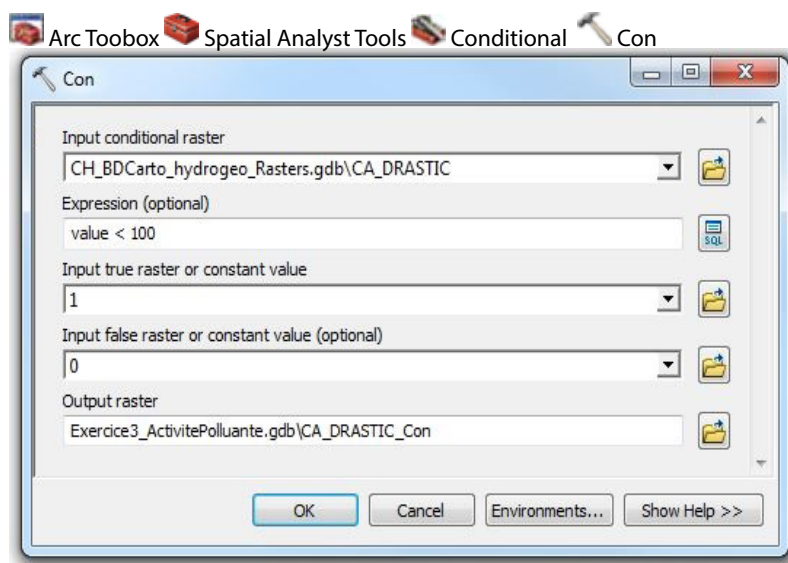 Arc Toobox Spatial Analyst Tools Conditional Con
Con
Input conditional raster
CH_BDCarto_hydrogeo_Rasters.gdb\CA_DRASTIC
Expression (optional)
value < 100
SQL
Input true raster or constant value
1
Input false raster or constant value (optional)
0
Output raster
Exercice3_ActivitePolluante.gdb\CA_DRASTIC_Con
OK Cancel Environments... Show Help >>